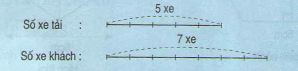 5 xe
Số xe tải :
7 xe
Số xe khách :